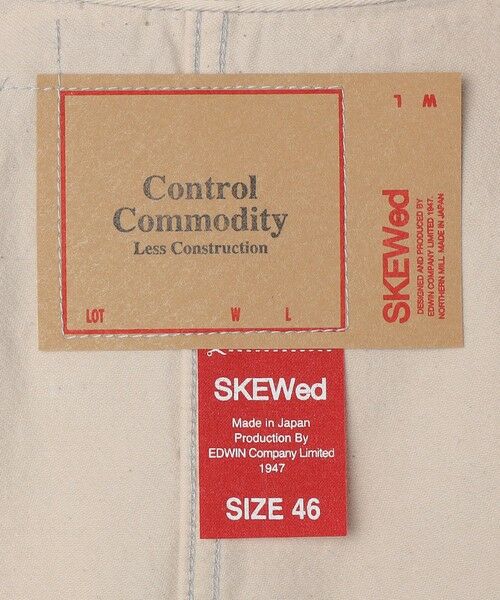 Control
Commodity
Less Construction
LOT W L
W L
SKEWed
DESIGNED AND PRODUCED BY
EDWIN COMPANY LIMITED 1947.
NORTHERN MILL MADE IN JAPAN
SKEWed
Made in Japan
Production By
EDWIN Company Limited
1947
SIZE 46